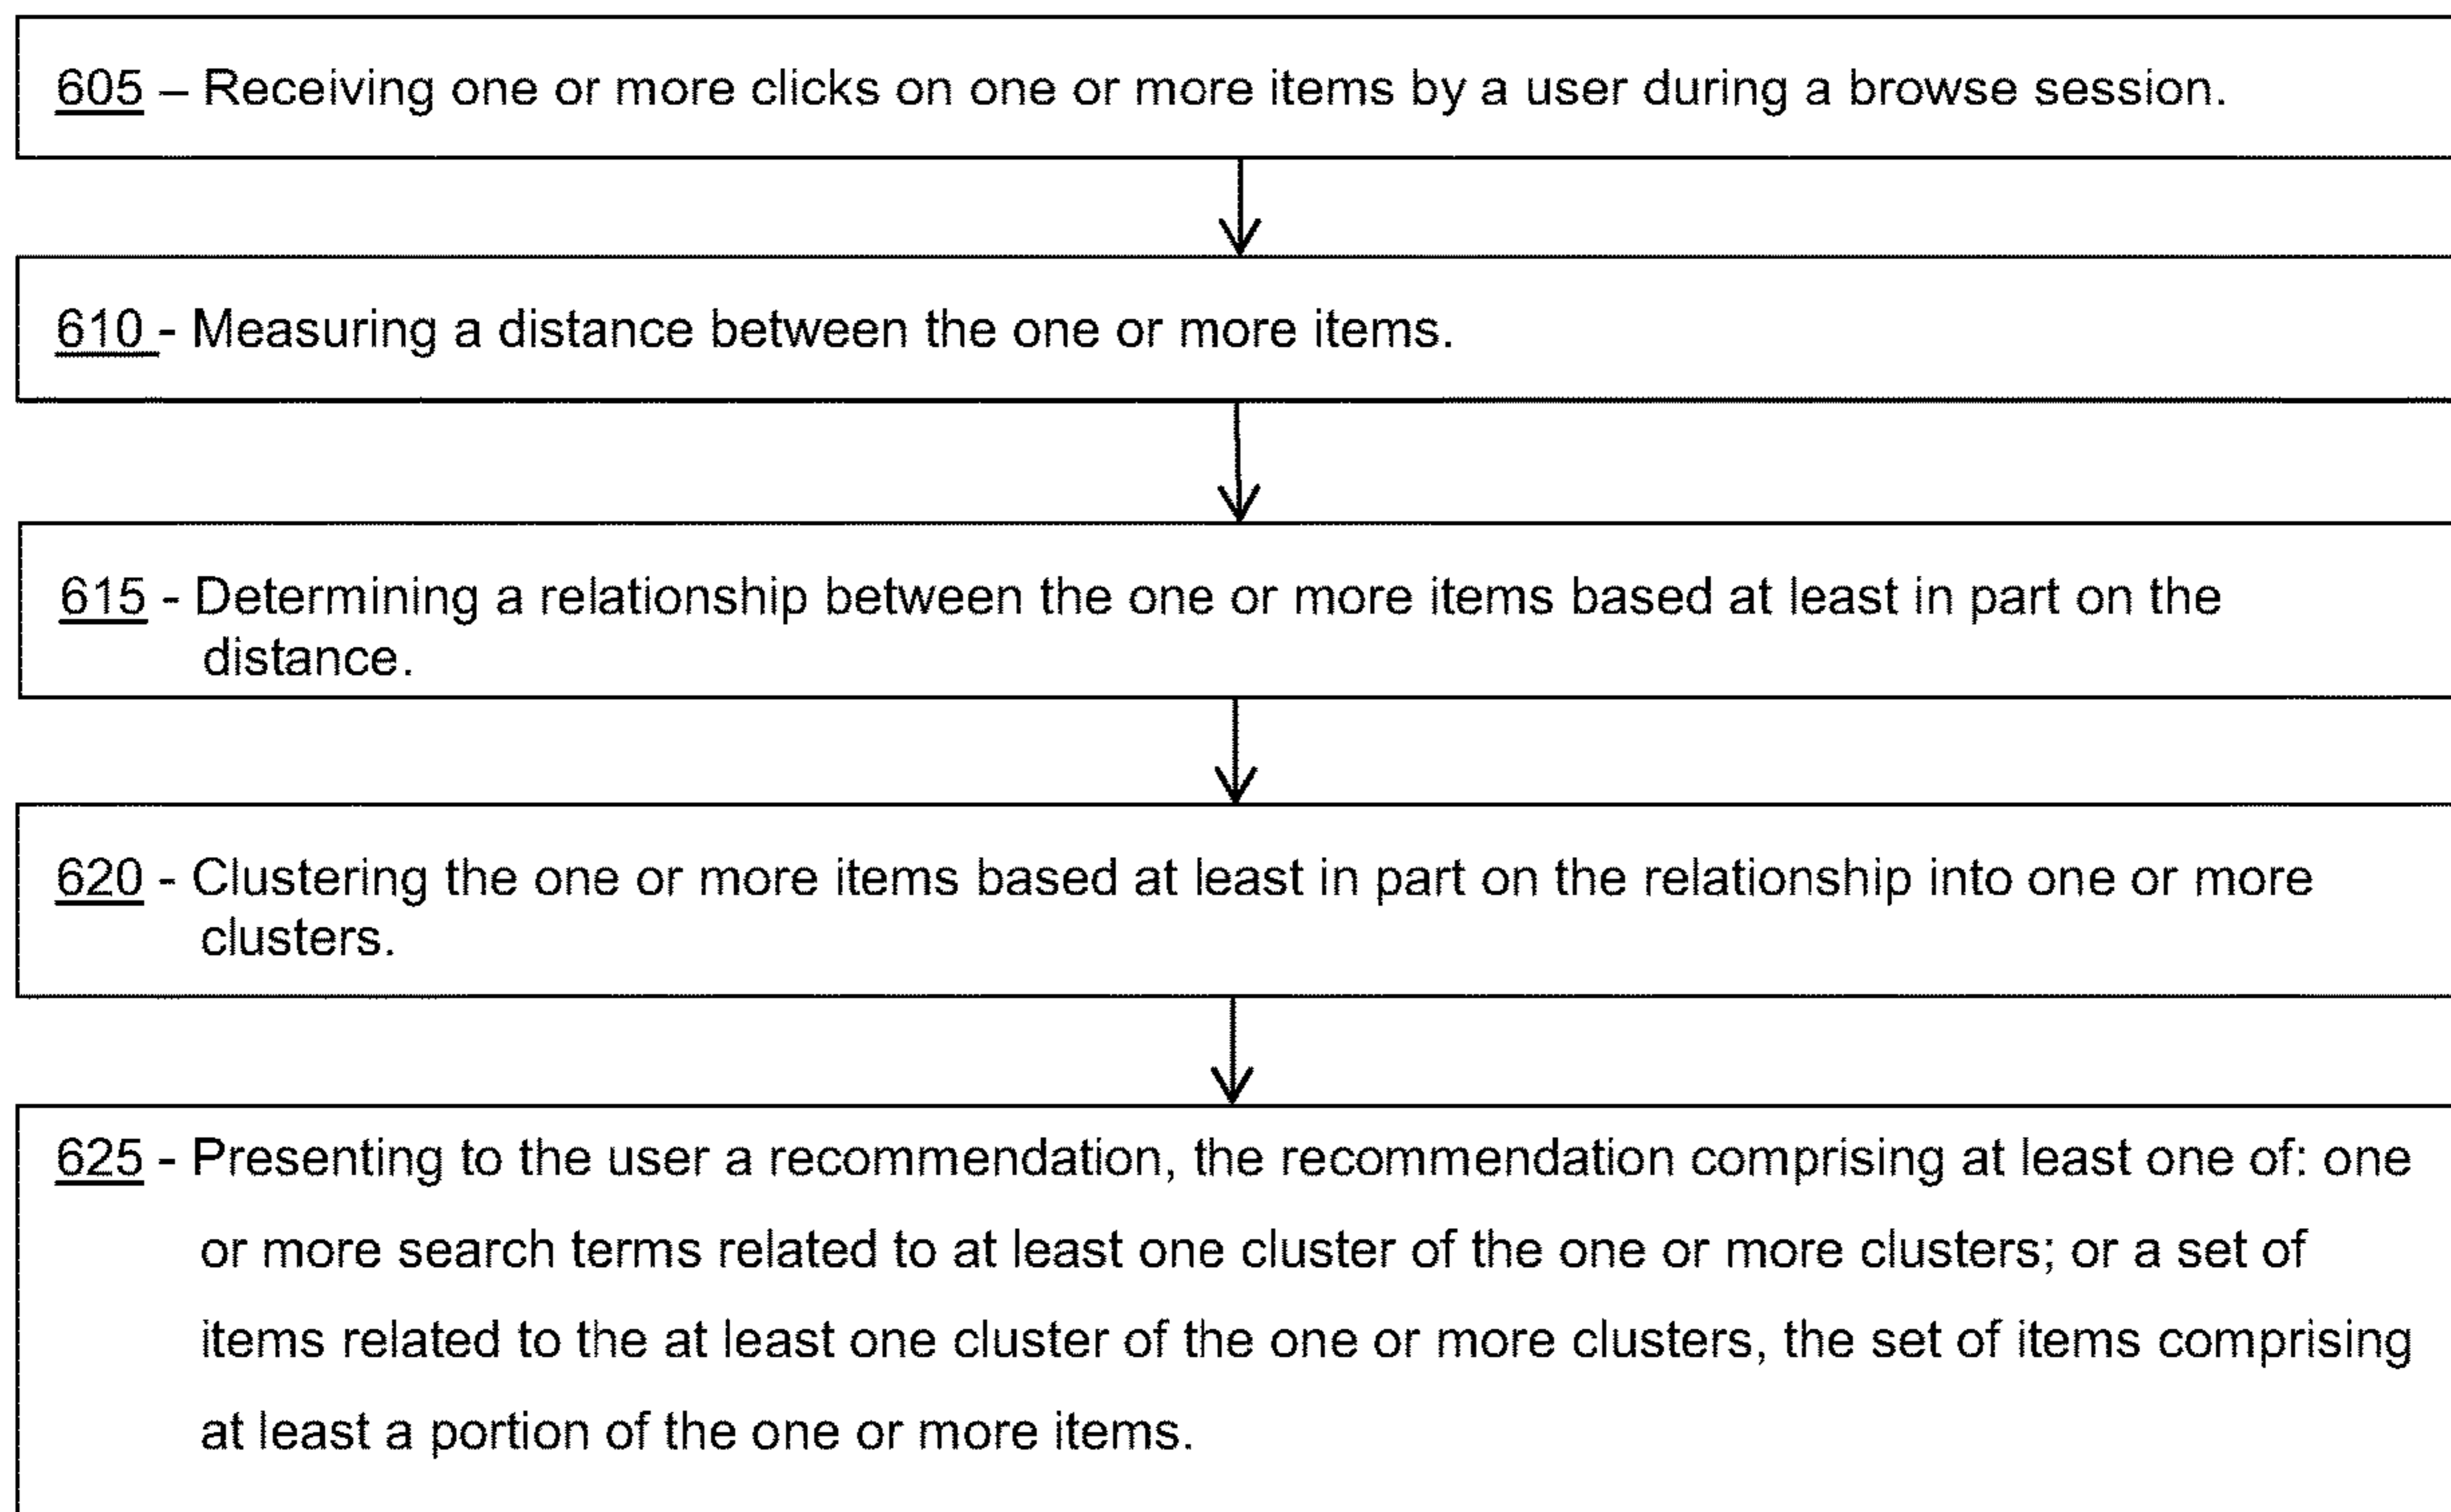 605 – Receiving one or more clicks on one or more items by a user during a browse session.
610 - Measuring a distance between the one or more items.
615 - Determining a relationship between the one or more items based at least in part on the
distance.
620 - Clustering the one or more items based at least in part on the relationship into one or more
clusters.
625 - Presenting to the user a recommendation, the recommendation comprising at least one of: one
or more search terms related to at least one cluster of the one or more clusters; or a set of
items related to the at least one cluster of the one or more clusters, the set of items comprising
at least a portion of the one or more items.